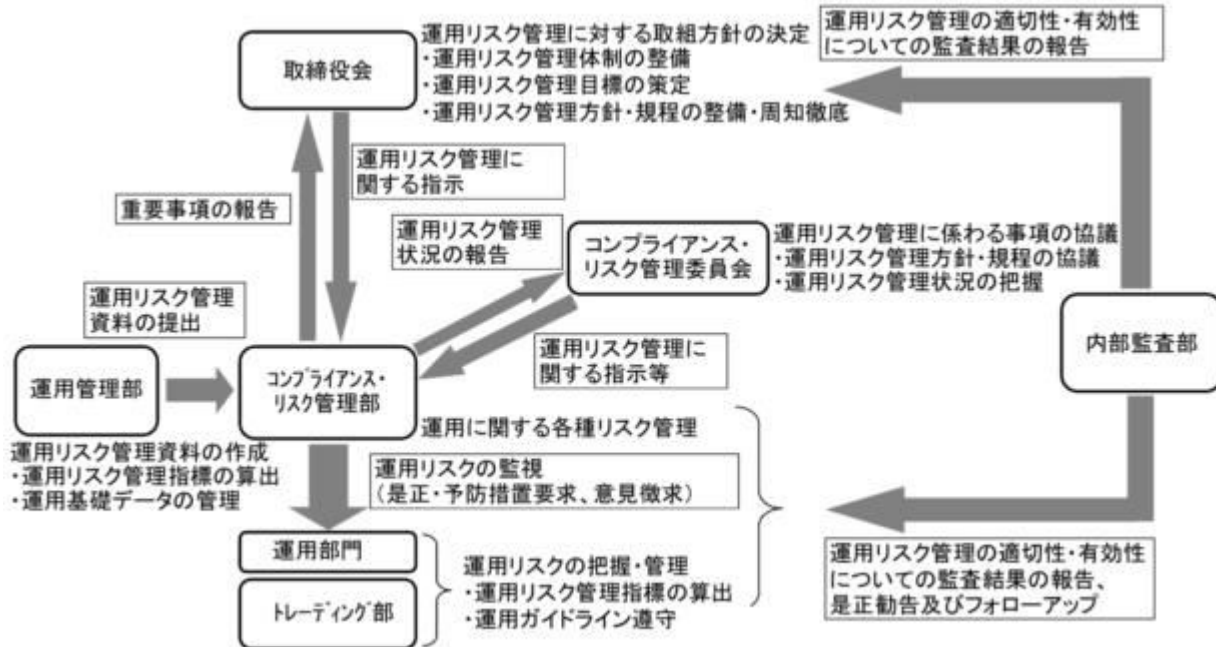 取締役会
運用リスク管理に対する取組方針の決定
・運用リスク管理体制の整備
・運用リスク管理目標の策定
・運用リスク管理方針・規程の整備・周知徹底
運用リスク管理の適切性・有効性
についての監査結果の報告
運用リスク管理に
関する指示
重要事項の報告
運用リスク管理
状況の報告
コンプライアンス・
リスク管理委員会
運用リスク管理に係わる事項の協議
・運用リスク管理方針・規程の協議
・運用リスク管理状況の把握
運用リスク管理
資料の提出
運用リスク管理に
関する指示等
内部監査部
運用管理部
コンプライアンス・
リスク管理部
運用に関する各種リスク管理
運用リスク管理資料の作成
・運用リスク管理指標の算出
・運用基礎データの管理
運用リスクの監視
（是正・予防措置要求、意見徴求）
運用部門
トレーディング部
運用リスクの把握・管理
・運用リスク管理指標の算出
・運用ガイドライン遵守
運用リスク管理の適切性・有効性
についての監査結果の報告、
是正勧告及びフォローアップ